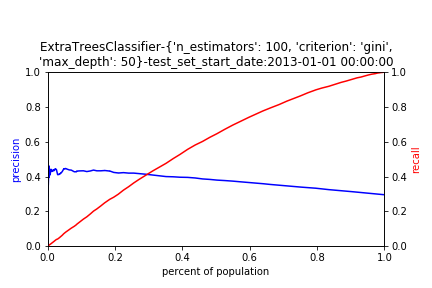 ExtraTreesClassifier-{'n_estimators': 100, 'criterion': 'gini',
'max_depth': 50}-test_set_start_date:2013-01-01 00:00:00
1.0
0.8
0.6
0.4
0.2
0.0
precision
1.0
0.8
0.6
0.4
0.2
0.0
recall
0.0 0.2 0.4 0.6 0.8 1.0
percent of population